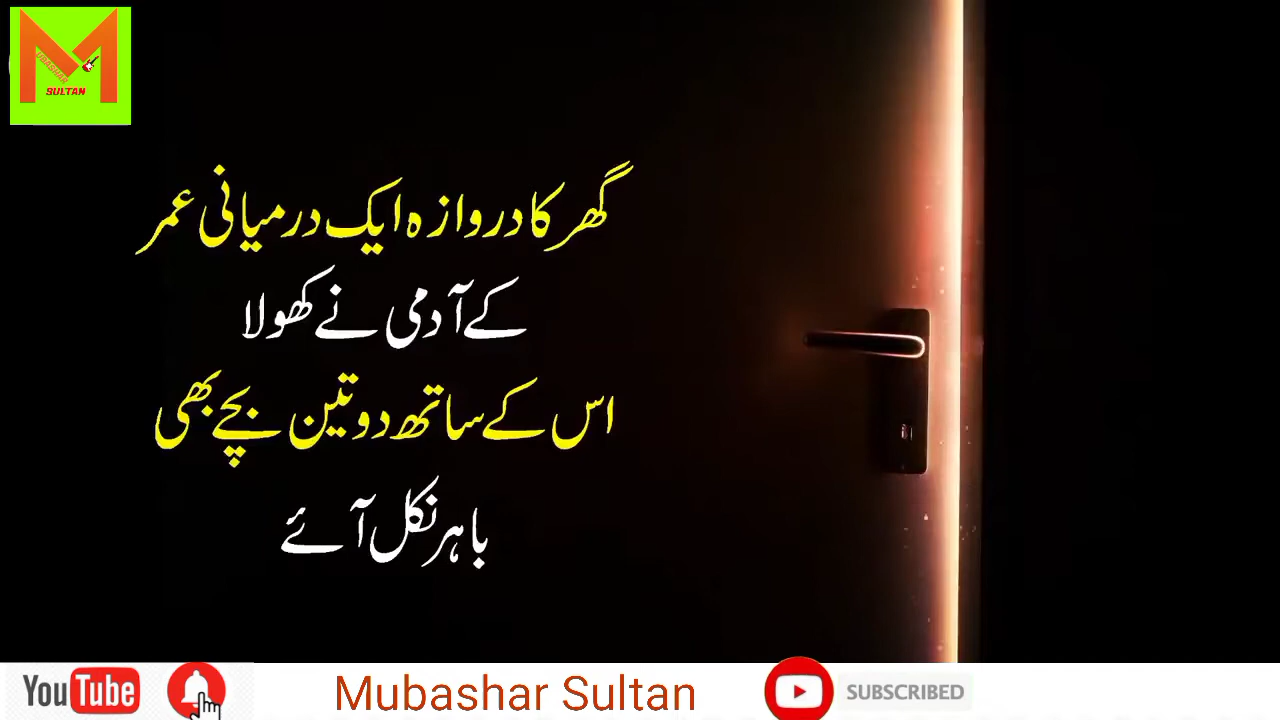 M
UBASHAR
SULTAN
گھر کا دروازہ ایک درمیانی عمر
کے آدمی نے کھولا
اس کے ساتھ دو تین بچے بھی
باہر نکل آئے
YouTube
Mubashar Sultan
SUBSCRIBED